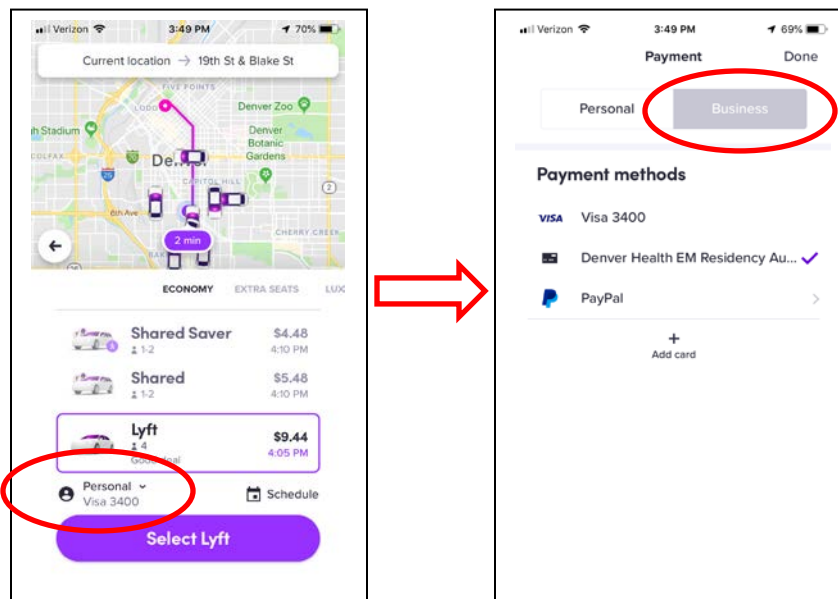 Verizon 3:49 PM 70%
Current location → 19th St & Blake St
FIVE POINTS
LODO
Denver Zoo
Stadium
Denver
Botanic
Gardens
COLFAX
CAPITOL HILL
2
6th Ave
CHERRY CREEK
2 min
ECONOMY EXTRA SEATS LUX
Shared Saver $4.48
1-2 4:10 PM
Shared $5.48
1-2 4:10 PM
Lyft $9.44
4 4:05 PM
Good deal
Personal
Visa 3400
Schedule
Select Lyft
Verizon 3:49 PM 69%
Payment Done
Personal Business
Payment methods
VISA Visa 3400
Denver Health EM Residency Au...
PayPal
+
Add card